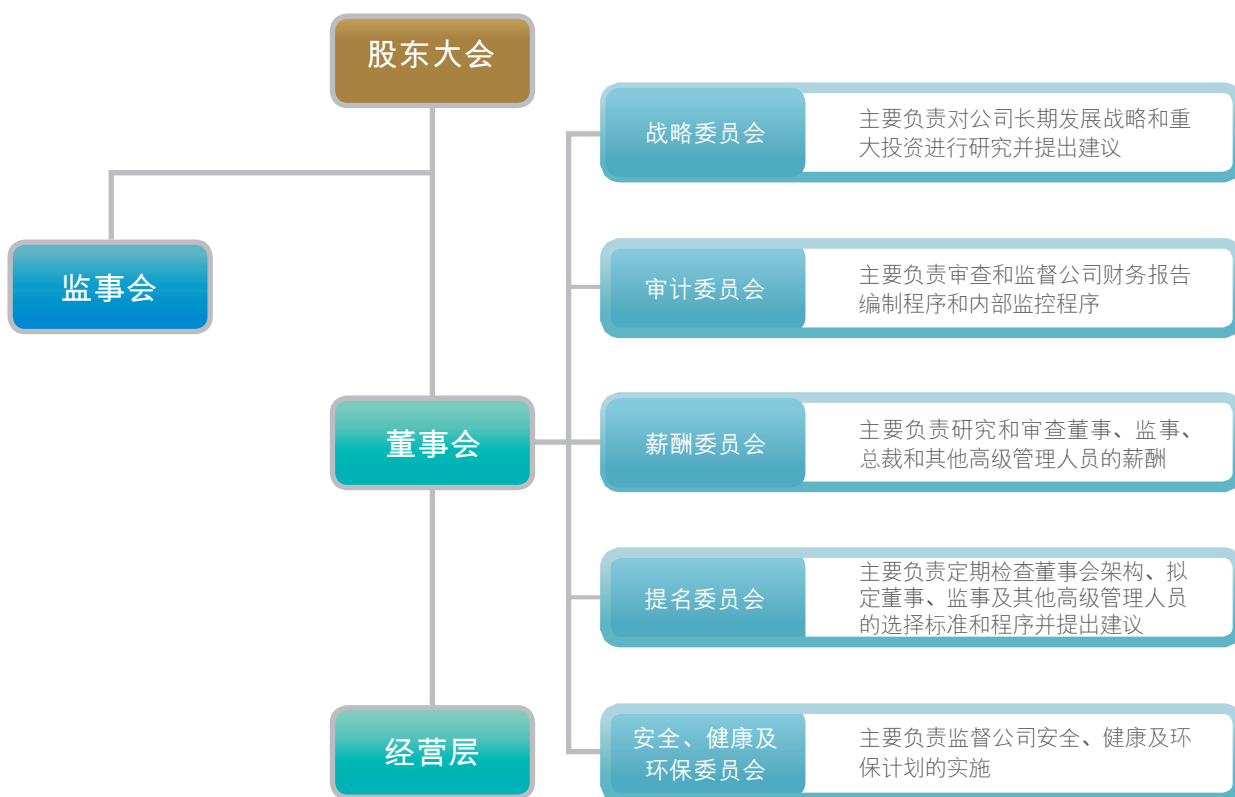 股东大会
监事会
董事会
经营层
战略委员会
主要负责对公司长期发展战略和重
大投资进行研究并提出建议
审计委员会
主要负责审查和监督公司财务报告
编制程序和内部监控程序
薪酬委员会
主要负责研究和审查董事、监事、
总裁和其他高级管理人员的薪酬
提名委员会
主要负责定期检查董事会架构、拟
定董事、监事及其他高级管理人员
的选择标准和程序并提出建议
安全、健康及
环保委员会
主要负责监督公司安全、健康及环
保计划的实施